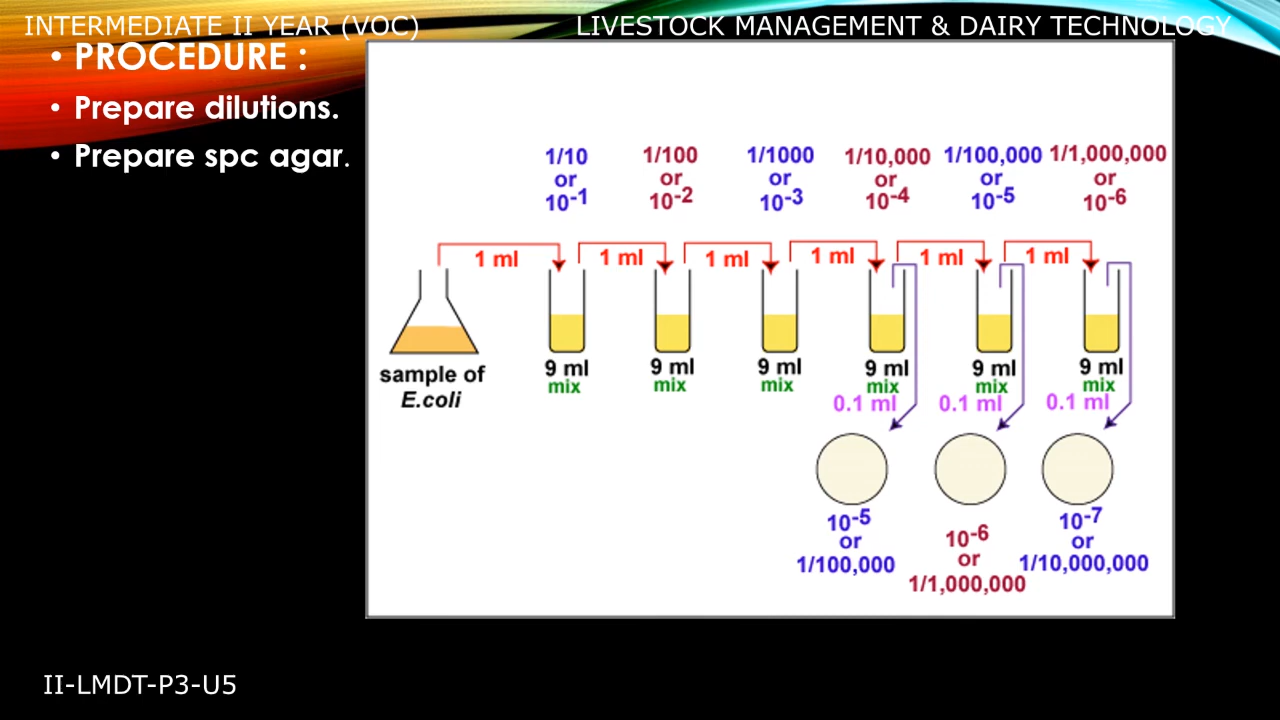 INTERMEDIATE II YEAR (VOC) LIVESTOCK MANAGEMENT & DAIRY TECHNOLOGY
• PROCEDURE :
• Prepare dilutions.
• Prepare spc agar.
1/10 1/100 1/1000 1/10,000 1/100,000 1/1,000,000
or or or or or or
10-1 10-2 10-3 10-4 10-5 10-6
1 ml 1 ml 1 ml 1 ml 1 ml 1 ml
sample of
E.coli
9 ml 9 ml 9 ml 9 ml 9 ml 9 ml
mix mix mix mix mix mix
0.1 ml 0.1 ml 0.1 ml
10-5
or
1/100,000
10-6
or
1/1,000,000
10-7
or
1/10,000,000
II-LMDT-P3-U5